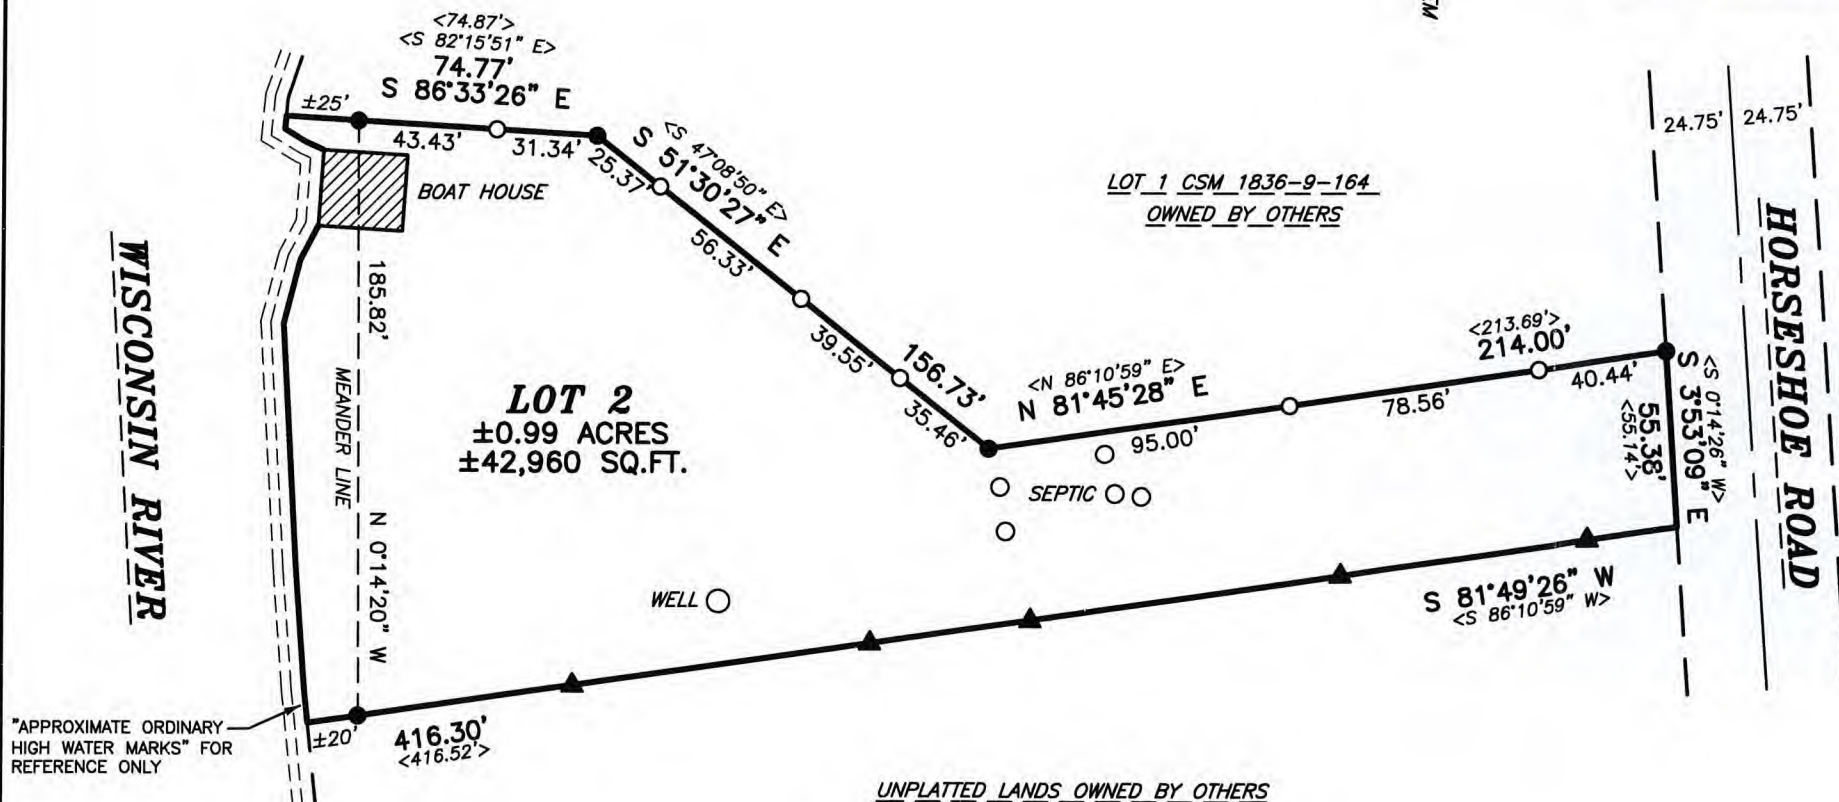 <74.87'>
<S 82°15'51" E>
74.77'
S 86°33'26" E
±25'
43.43'
31.34'
25.37'
<S 47°08'50" E>
S 51°30'27" E
56.33'
39.55'
156.73'
35.46'
BOAT HOUSE
LOT 1 CSM 1836-9-164
OWNED BY OTHERS
24.75'
24.75'
HORSESHOE ROAD
WISCONSIN RIVER
185.82'
MEANDER LINE
N 0°14'20" W
LOT 2
±0.99 ACRES
±42,960 SQ.FT.
<N 86°10'59" E>
N 81°45'28" E
95.00'
78.56'
<213.69'>
214.00'
40.44'
<S 0°14'26" W>
S 3°53'09" E
55.38'
<55.14'>
SEPTIC
WELL
S 81°49'26" W
<S 86°10'59" W>
"APPROXIMATE ORDINARY
HIGH WATER MARKS" FOR
REFERENCE ONLY
±20'
416.30'
<416.52'>
UNPLATTED LANDS OWNED BY OTHERS